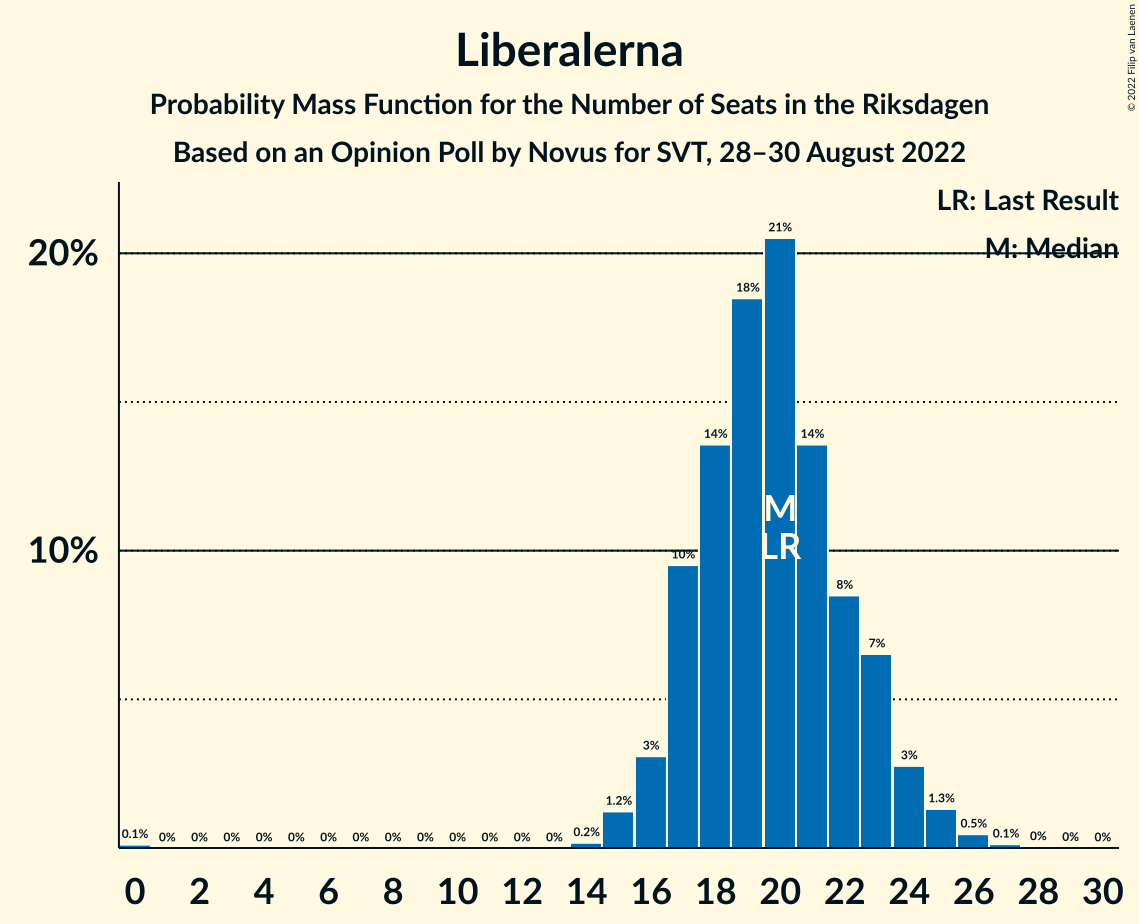 Liberalerna
Probability Mass Function for the Number of Seats in the Riksdagen
Based on an Opinion Poll by Novus for SVT, 28–30 August 2022
© 2022 Filip van Laenen
LR: Last Result
M: Median
20%
10%
0.1% 0% 0% 0% 0% 0% 0% 0% 0% 0% 0% 0% 0% 0% 0.2% 1.2% 3% 10% 14% 18% 21% 14% 8% 7% 3% 1.3% 0.5% 0.1% 0% 0% 0%
M
LR
0 2 4 6 8 10 12 14 16 18 20 22 24 26 28 30